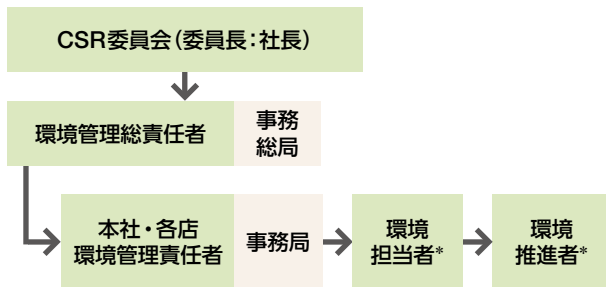 CSR委員会（委員長：社長）
環境管理総責任者
事務
総局
本社・各店
環境管理責任者
事務局
環境
担当者*
環境
推進者*